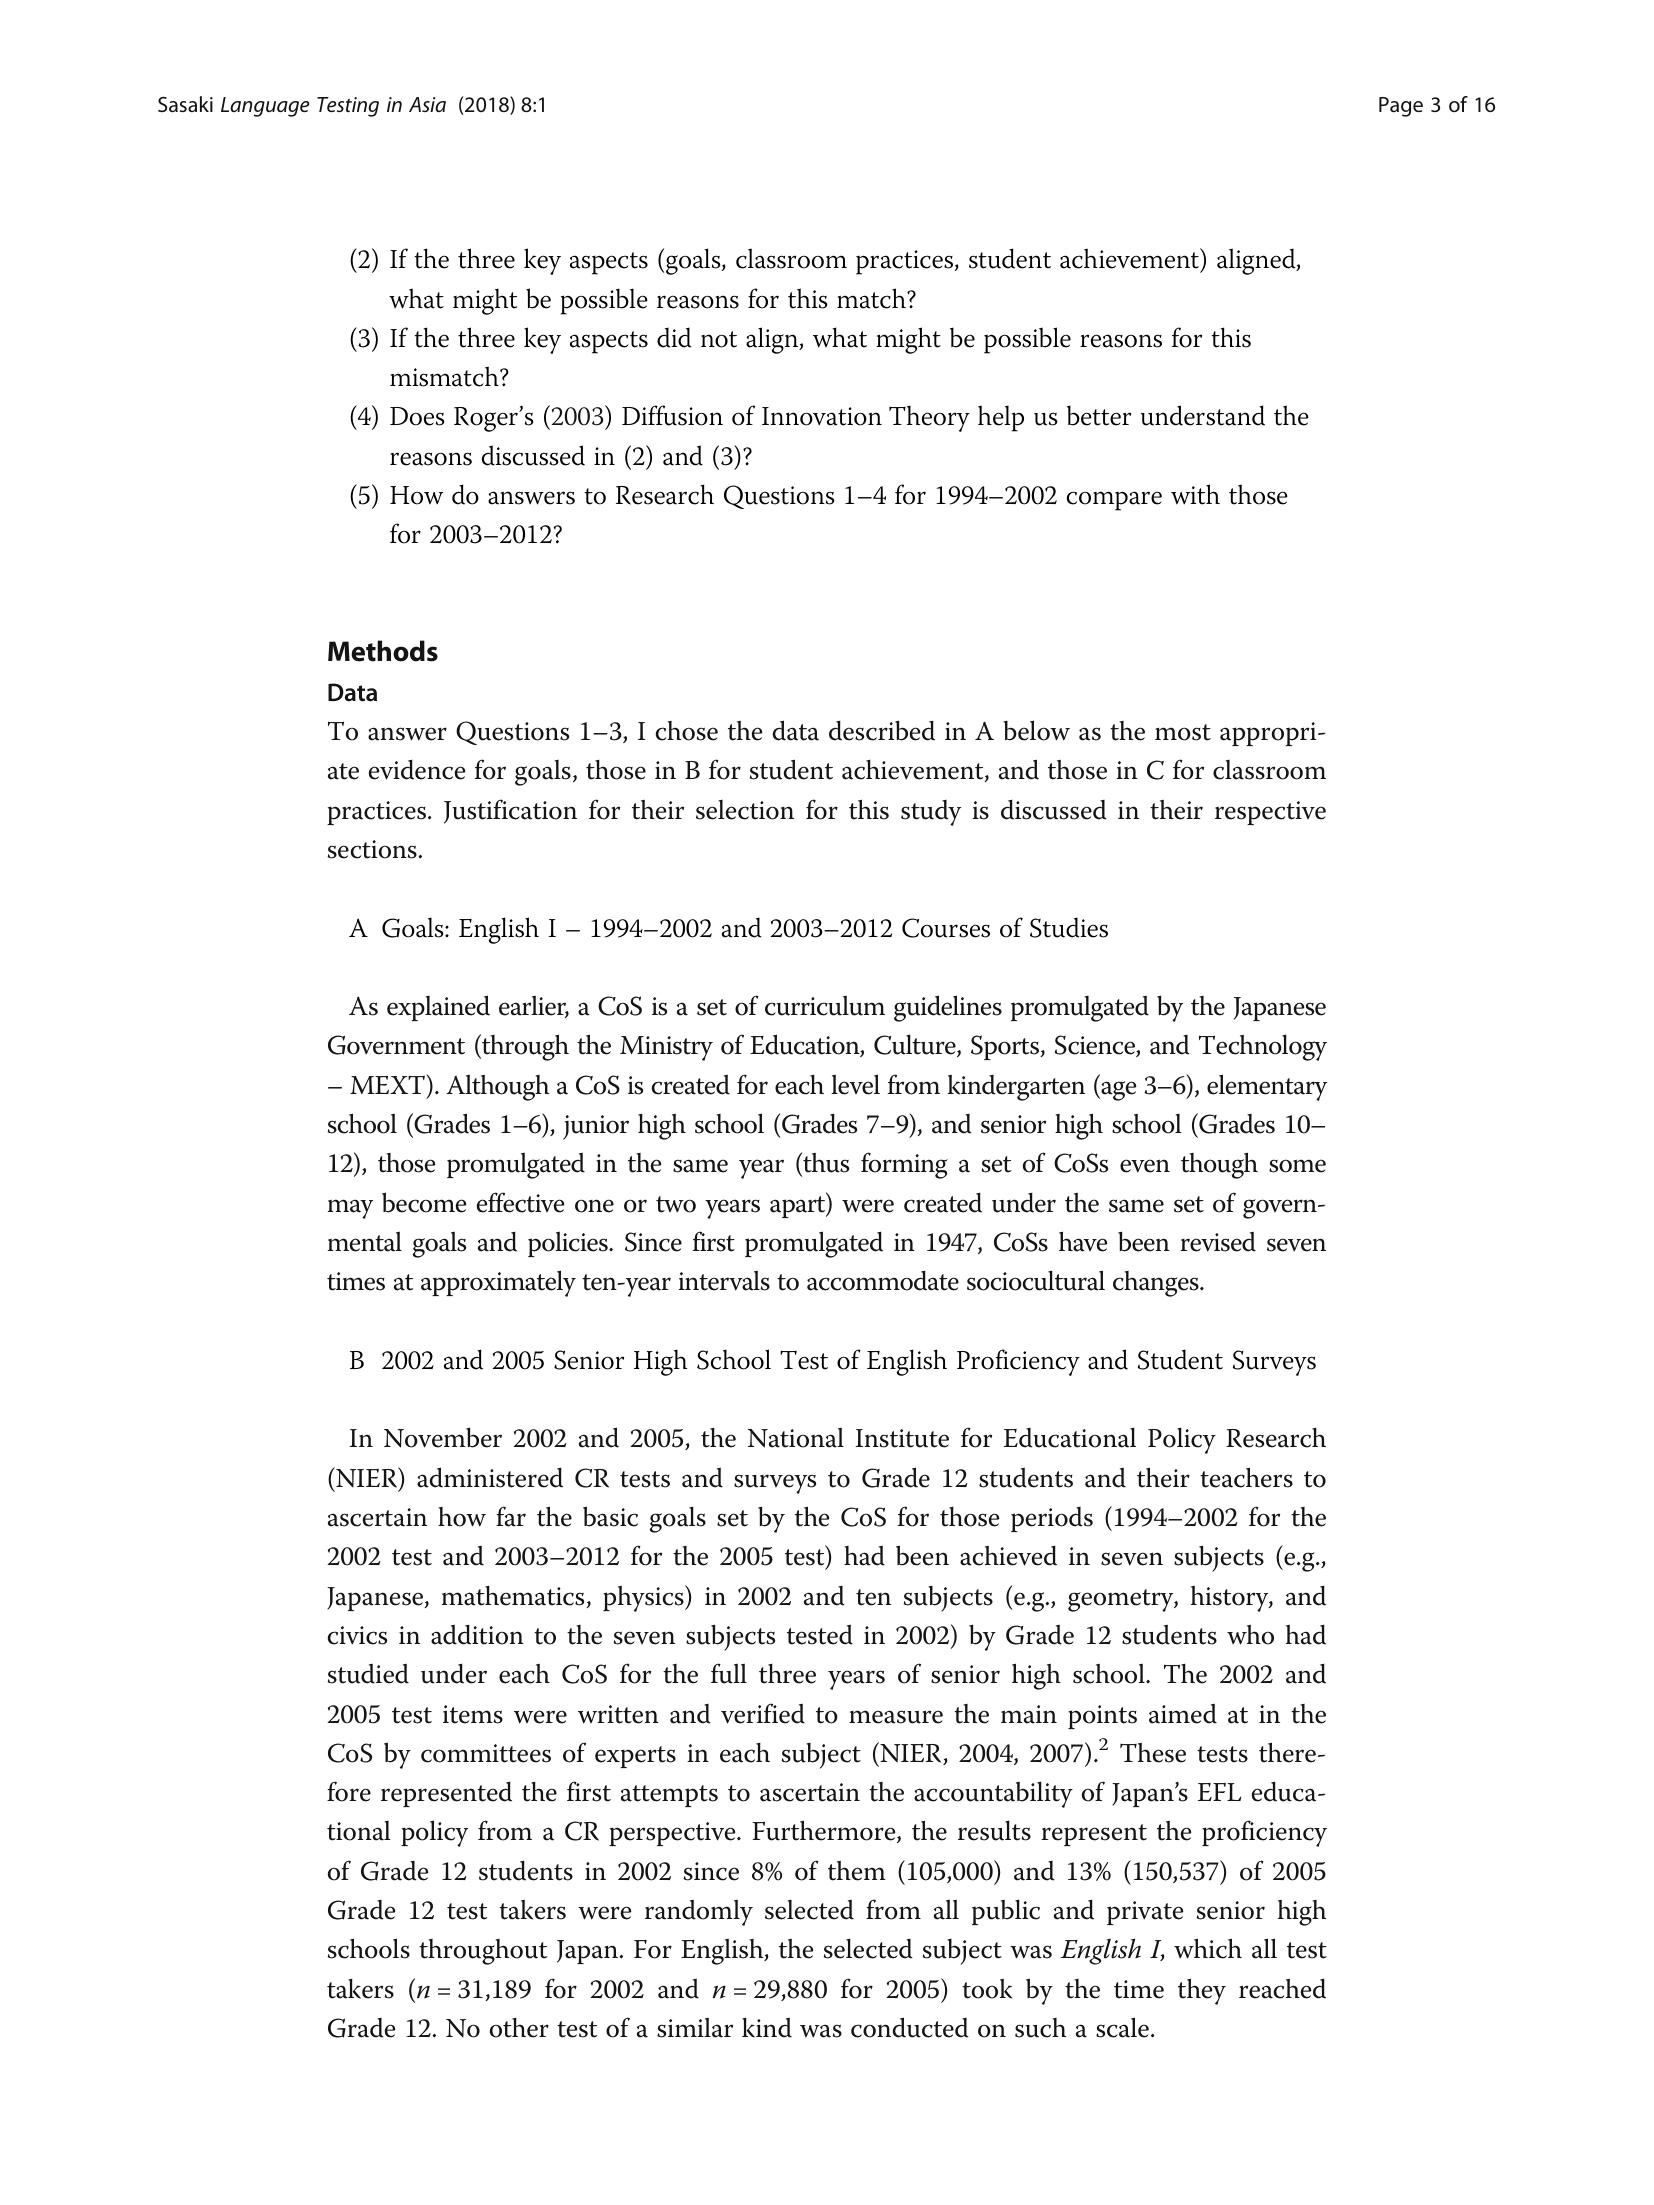 Sasaki Language Testing in Asia (2018) 8:1
Page 3 of 16
(2) If the three key aspects (goals, classroom practices, student achievement) aligned,
what might be possible reasons for this match?
(3) If the three key aspects did not align, what might be possible reasons for this
mismatch?
(4) Does Roger’s (2003) Diffusion of Innovation Theory help us better understand the
reasons discussed in (2) and (3)?
(5) How do answers to Research Questions 1–4 for 1994–2002 compare with those
for 2003–2012?
Methods
Data
To answer Questions 1–3, I chose the data described in A below as the most appropri-
ate evidence for goals, those in B for student achievement, and those in C for classroom
practices. Justification for their selection for this study is discussed in their respective
sections.
A Goals: English I – 1994–2002 and 2003–2012 Courses of Studies
As explained earlier, a CoS is a set of curriculum guidelines promulgated by the Japanese
Government (through the Ministry of Education, Culture, Sports, Science, and Technology
– MEXT). Although a CoS is created for each level from kindergarten (age 3–6), elementary
school (Grades 1–6), junior high school (Grades 7–9), and senior high school (Grades 10–
12), those promulgated in the same year (thus forming a set of CoSs even though some
may become effective one or two years apart) were created under the same set of govern-
mental goals and policies. Since first promulgated in 1947, CoSs have been revised seven
times at approximately ten-year intervals to accommodate sociocultural changes.
B 2002 and 2005 Senior High School Test of English Proficiency and Student Surveys
In November 2002 and 2005, the National Institute for Educational Policy Research
(NIER) administered CR tests and surveys to Grade 12 students and their teachers to
ascertain how far the basic goals set by the CoS for those periods (1994–2002 for the
2002 test and 2003–2012 for the 2005 test) had been achieved in seven subjects (e.g.,
Japanese, mathematics, physics) in 2002 and ten subjects (e.g., geometry, history, and
civics in addition to the seven subjects tested in 2002) by Grade 12 students who had
studied under each CoS for the full three years of senior high school. The 2002 and
2005 test items were written and verified to measure the main points aimed at in the
CoS by committees of experts in each subject (NIER, 2004, 2007).2 These tests there-
fore represented the first attempts to ascertain the accountability of Japan’s EFL educa-
tional policy from a CR perspective. Furthermore, the results represent the proficiency
of Grade 12 students in 2002 since 8% of them (105,000) and 13% (150,537) of 2005
Grade 12 test takers were randomly selected from all public and private senior high
schools throughout Japan. For English, the selected subject was English I, which all test
takers (n = 31,189 for 2002 and n = 29,880 for 2005) took by the time they reached
Grade 12. No other test of a similar kind was conducted on such a scale.